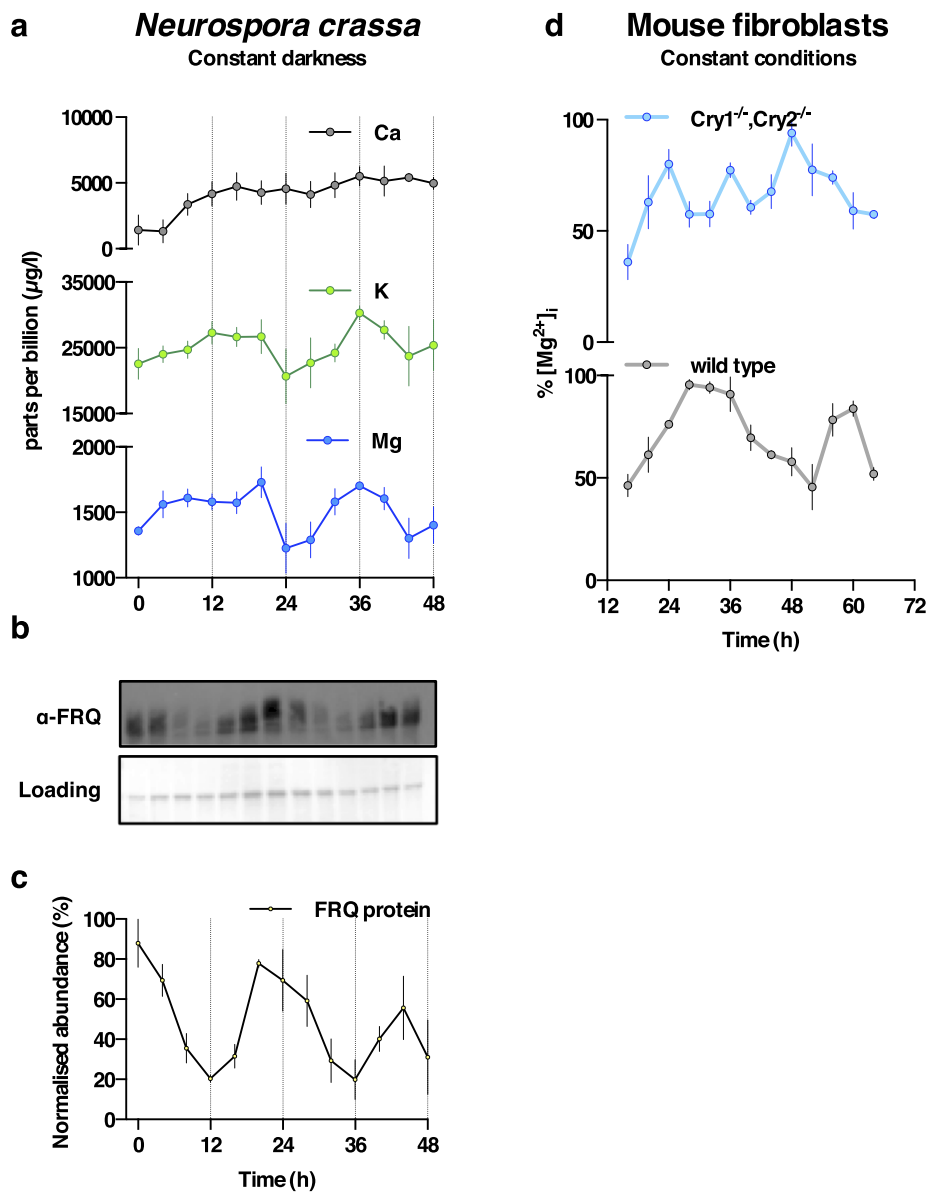 a
Neurospora crassa
Constant darkness
parts per billion (µg/l)
10000
5000
0
Ca
35000
25000
15000
K
2000
1500
1000
Mg
0 12 24 36 48
b
α-FRQ
Loading
c
Normalised abundance (%)
100
80
60
40
20
0
FRQ protein
0 12 24 36 48
Time (h)
d
Mouse fibroblasts
Constant conditions
% [Mg²⁺]ᵢ
100
50
0
Cry1⁻/⁻,Cry2⁻/⁻
100
50
0
wild type
12 24 36 48 60 72
Time (h)